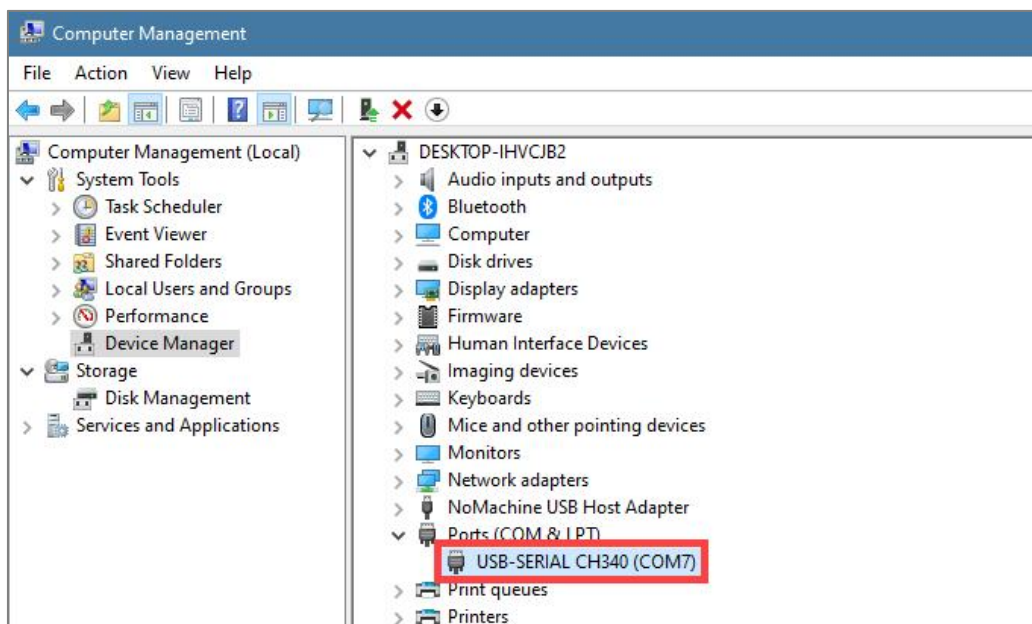 Computer Management
File Action View Help
Computer Management (Local)
System Tools
Task Scheduler
Event Viewer
Shared Folders
Local Users and Groups
Performance
Device Manager
Storage
Disk Management
Services and Applications
DESKTOP-IHVCJB2
Audio inputs and outputs
Bluetooth
Computer
Disk drives
Display adapters
Firmware
Human Interface Devices
Imaging devices
Keyboards
Mice and other pointing devices
Monitors
Network adapters
NoMachine USB Host Adapter
Ports (COM & LPT)
USB-SERIAL CH340 (COM7)
Print queues
Printers